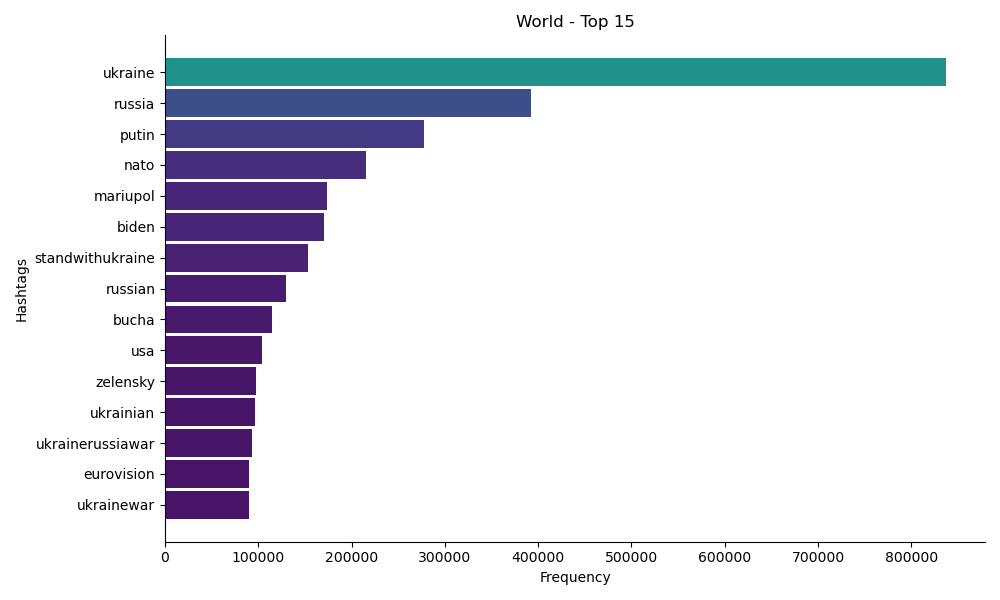 World - Top 15
Hashtags
ukraine
russia
putin
nato
mariupol
biden
standwithukraine
russian
bucha
usa
zelensky
ukrainian
ukrainerussiawar
eurovision
ukrainewar
0 100000 200000 300000 400000 500000 600000 700000 800000
Frequency